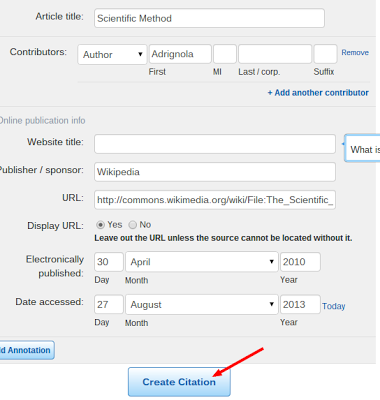 Article title: Scientific Method
Contributors: Author Adrignola Remove
First MI Last / corp. Suffix
+ Add another contributor
Online publication info
Website title:
What is
Publisher / sponsor: Wikipedia
URL: http://commons.wikimedia.org/wiki/File:The_Scientific_
Display URL: Yes No
Leave out the URL unless the source cannot be located without it.
Electronically published: 30 April 2010
Day Month Year
Date accessed: 27 August 2013 Today
Day Month Year
Add Annotation
Create Citation